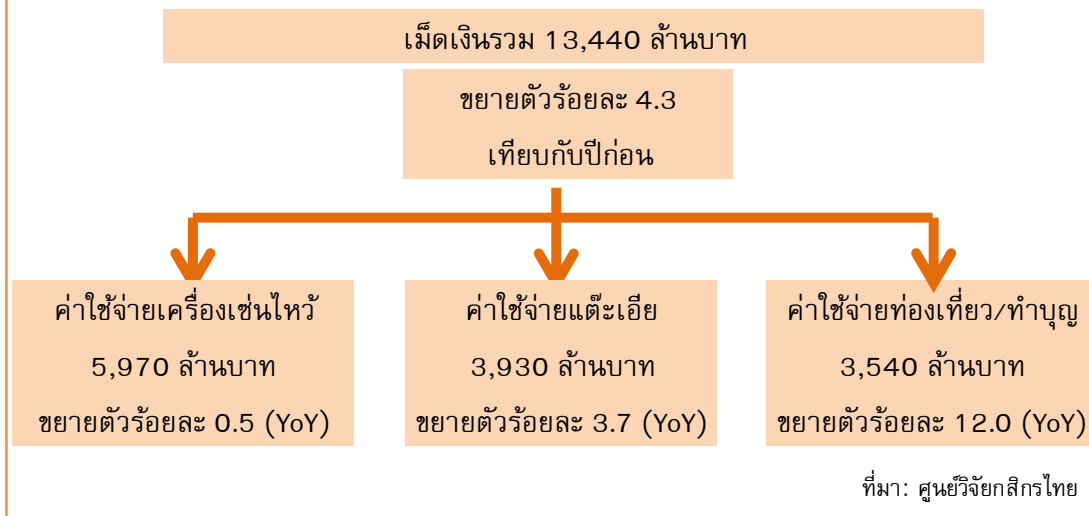 เม็ดเงินรวม 13,440 ล้านบาท
ขยายตัวร้อยละ 4.3
เทียบกับปีก่อน
ค่าใช้จ่ายเครื่องเซ่นไหว้
5,970 ล้านบาท
ขยายตัวร้อยละ 0.5 (YoY)
ค่าใช้จ่ายแต๊ะเอีย
3,930 ล้านบาท
ขยายตัวร้อยละ 3.7 (YoY)
ค่าใช้จ่ายท่องเที่ยว/ทำบุญ
3,540 ล้านบาท
ขยายตัวร้อยละ 12.0 (YoY)
ที่มา: ศูนย์วิจัยกสิกรไทย